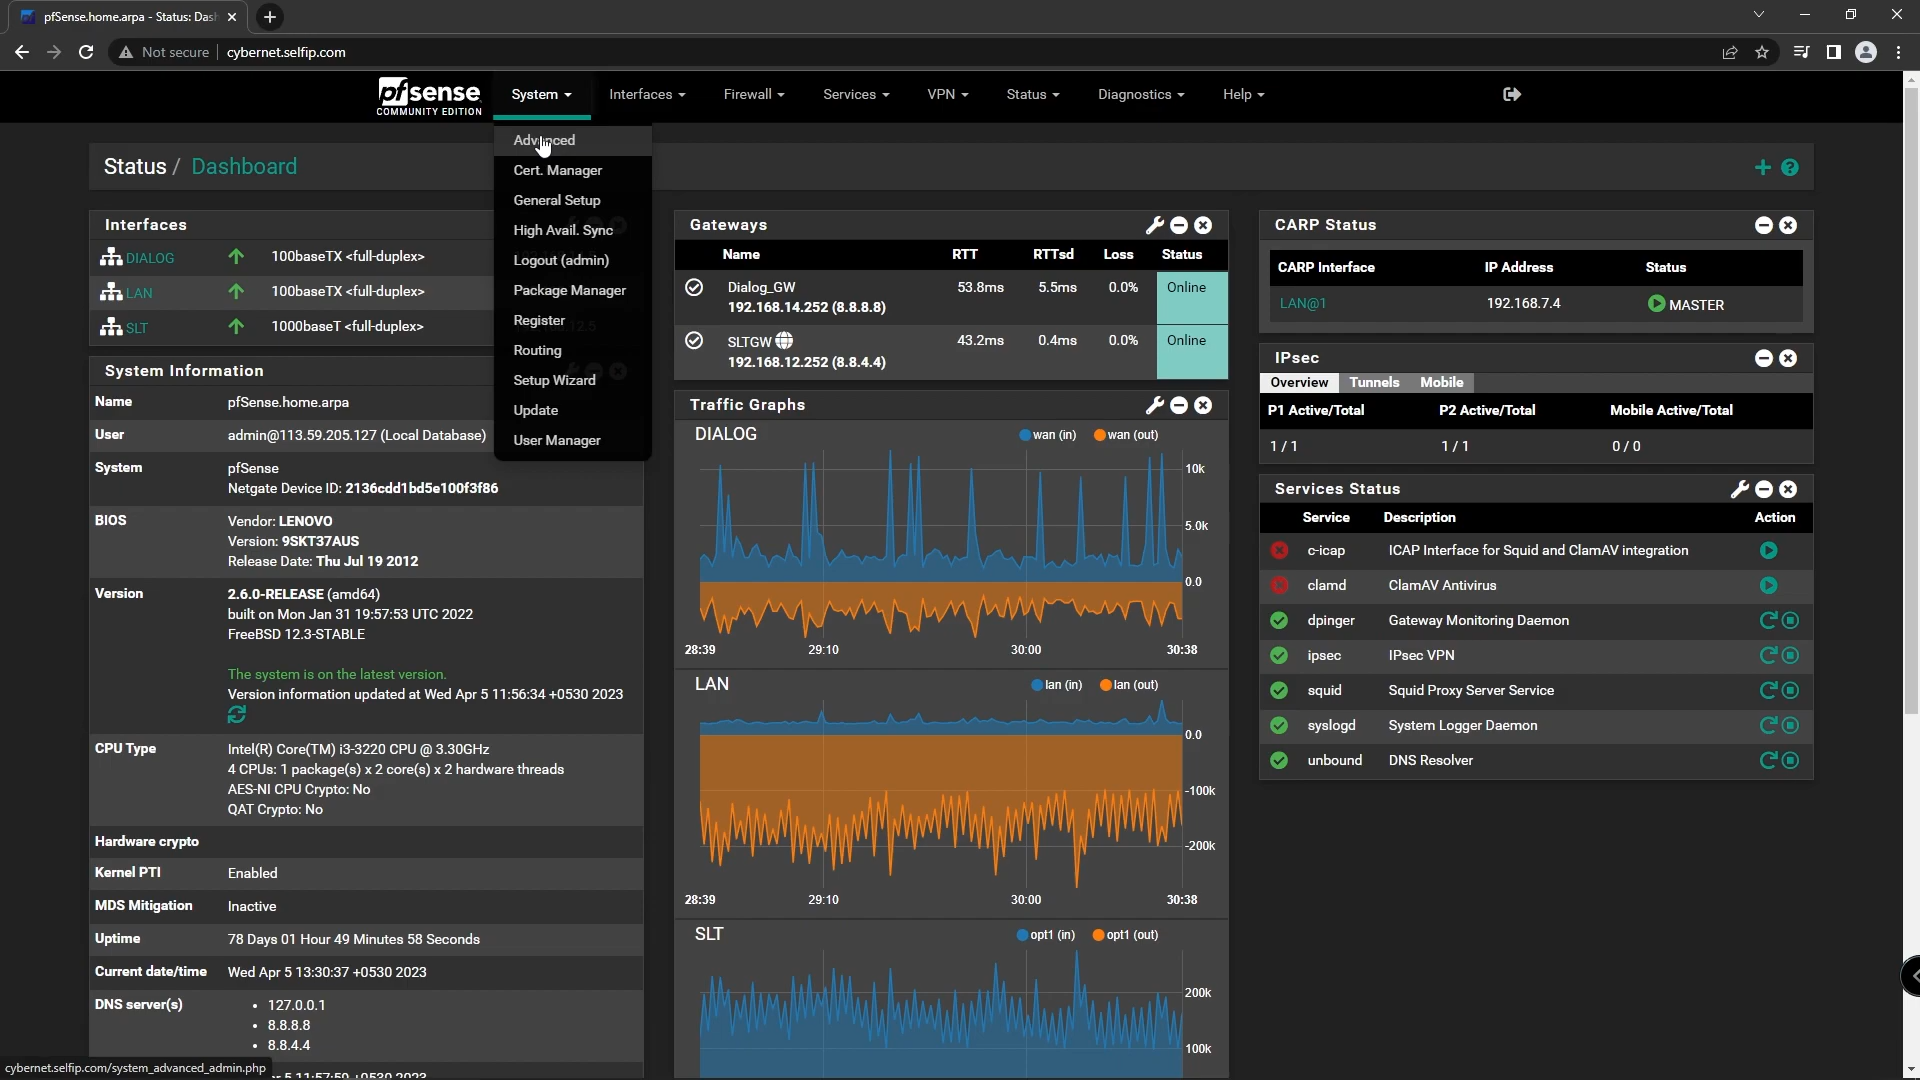 pfSense.home.arpa - Status: Dash
Not secure
cybernet.selfip.com
pfsense
COMMUNITY EDITION
System
Interfaces
Firewall
Services
VPN
Status
Diagnostics
Help
Advanced
Cert. Manager
General Setup
High Avail. Sync
Logout (admin)
Package Manager
Register
Routing
Setup Wizard
Update
User Manager
Status / Dashboard
Interfaces
DIALOG 100baseTX <full-duplex>
LAN 100baseTX <full-duplex>
SLT 1000baseT <full-duplex>
System Information
Name pfSense.home.arpa
User admin@113.59.205.127 (Local Database)
System pfSense
Netgate Device ID: 2136cdd1bd5e100f3f86
BIOS Vendor: LENOVO
Version: 9SKT37AUS
Release Date: Thu Jul 19 2012
Version 2.6.0-RELEASE (amd64)
built on Mon Jan 31 19:57:53 UTC 2022
FreeBSD 12.3-STABLE
The system is on the latest version.
Version information updated at Wed Apr 5 11:56:34 +0530 2023
CPU Type Intel(R) Core(TM) i3-3220 CPU @ 3.30GHz
4 CPUs: 1 package(s) x 2 core(s) x 2 hardware threads
AES-NI CPU Crypto: No
QAT Crypto: No
Hardware crypto
Kernel PTI Enabled
MDS Mitigation Inactive
Uptime 78 Days 01 Hour 49 Minutes 58 Seconds
Current date/time Wed Apr 5 13:30:37 +0530 2023
DNS server(s) • 127.0.0.1
• 8.8.8.8
• 8.8.4.4
cybernet.selfip.com/system_advanced_admin.php
Gateways
Name RTT RTTsd Loss Status
Dialog_GW 53.8ms 5.5ms 0.0% Online
192.168.14.252 (8.8.8.8)
SLTGW 43.2ms 0.4ms 0.0% Online
192.168.12.252 (8.8.4.4)
Traffic Graphs
DIALOG wan (in) wan (out)
10k
5.0k
0.0
28:39 29:10 30:00 30:38
LAN lan (in) lan (out)
0.0
-100k
-200k
28:39 29:10 30:00 30:38
SLT opt1 (in) opt1 (out)
200k
100k
CARP Status
CARP Interface IP Address Status
LAN@1 192.168.7.4 MASTER
IPsec
Overview Tunnels Mobile
P1 Active/Total P2 Active/Total Mobile Active/Total
1 / 1 1 / 1 0 / 0
Services Status
Service Description Action
c-icap ICAP Interface for Squid and ClamAV integration
clamd ClamAV Antivirus
dpinger Gateway Monitoring Daemon
ipsec IPsec VPN
squid Squid Proxy Server Service
syslogd System Logger Daemon
unbound DNS Resolver